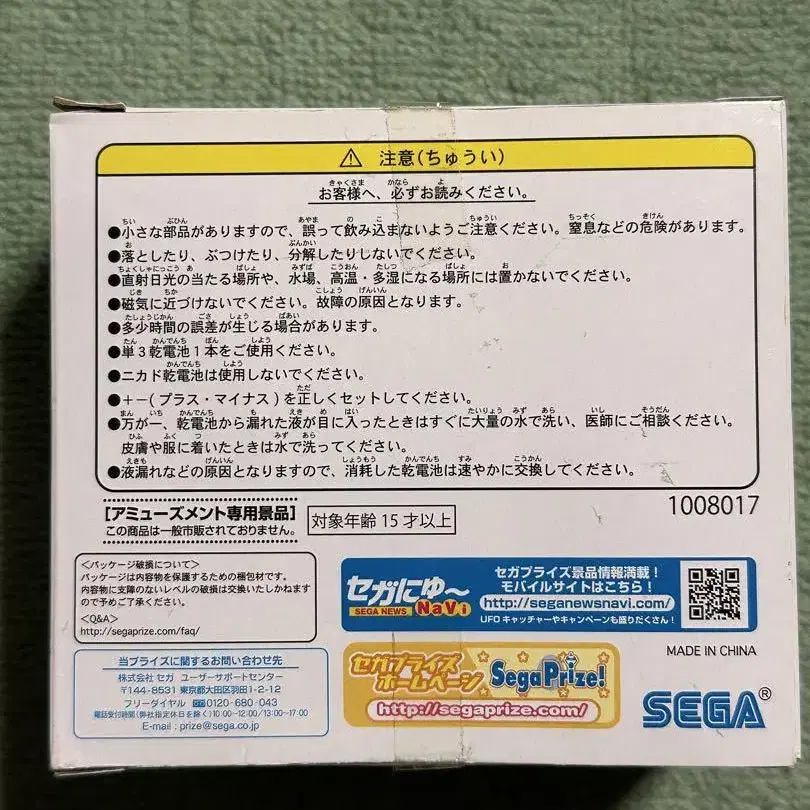 ⚠ 注意(ちゅうい)
お客様へ、必ずお読みください。
●小さな部品がありますので、誤って飲み込まないようご注意ください。窒息などの危険があります。
●落としたり、ぶつけたり、分解したりしないでください。
●直射日光の当たる場所や、水場、高温・多湿になる場所には置かないでください。
●磁気に近づけないでください。故障の原因となります。
●多少時間の誤差が生じる場合があります。
●単3乾電池1本をご使用ください。
●ニカド乾電池は使用しないでください。
●+−(プラス・マイナス)を正しくセットしてください。
●万が一、乾電池から漏れた液が目に入ったときはすぐに大量の水で洗い、医師にご相談ください。
皮膚や服に着いたときは水で洗ってください。
●液漏れなどの原因となりますので、消耗した乾電池は速やかに交換してください。
[アミューズメント専用景品]
この商品は一般市販されておりません。
対象年齢15才以上
1008017
<パッケージ破損について>
パッケージは内容物を保護するための梱包材です。
内容物に支障のないレベルの破損は交換いたしかねますので予めご了承ください。
<Q&A>
http://segaprize.com/faq/
当プライズに関するお問い合わせ先
株式会社 セガ ユーザーサポートセンター
〒144-8531 東京都大田区羽田1-2-12
フリーダイヤル 0120-680-043
電話受付時間(弊社指定休日を除く)10:00-12:00/13:00-17:00
E-mail : prize@sega.co.jp
セガにゅ〜
SEGA NEWS NaVi
セガプライズ景品情報満載!
モバイルサイトはこちら!
http://seganewsnavi.com/
UFOキャッチャーやキャンペーンも盛りだくさん!
セガプライズ
ホームページ
SegaPrize!
http://segaprize.com/
MADE IN CHINA
SEGA®